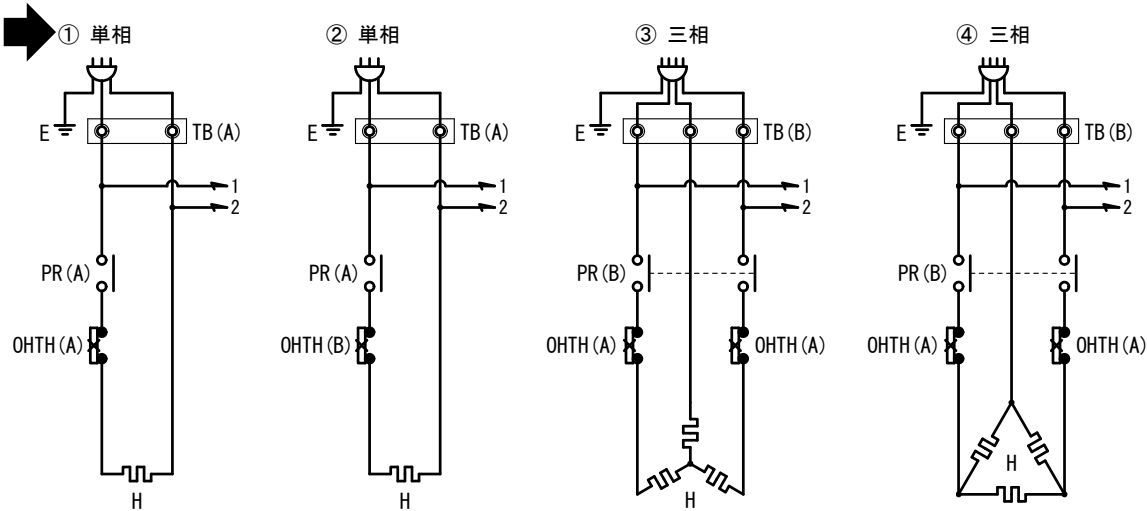 ① 単相
E
TB(A)
1
2
PR(A)
OHTH(A)
H
② 単相
E
TB(A)
1
2
PR(A)
OHTH(B)
H
③ 三相
E
TB(B)
1
2
PR(B)
OHTH(A)
OHTH(A)
H
④ 三相
E
TB(B)
1
2
PR(B)
OHTH(A)
OHTH(A)
H